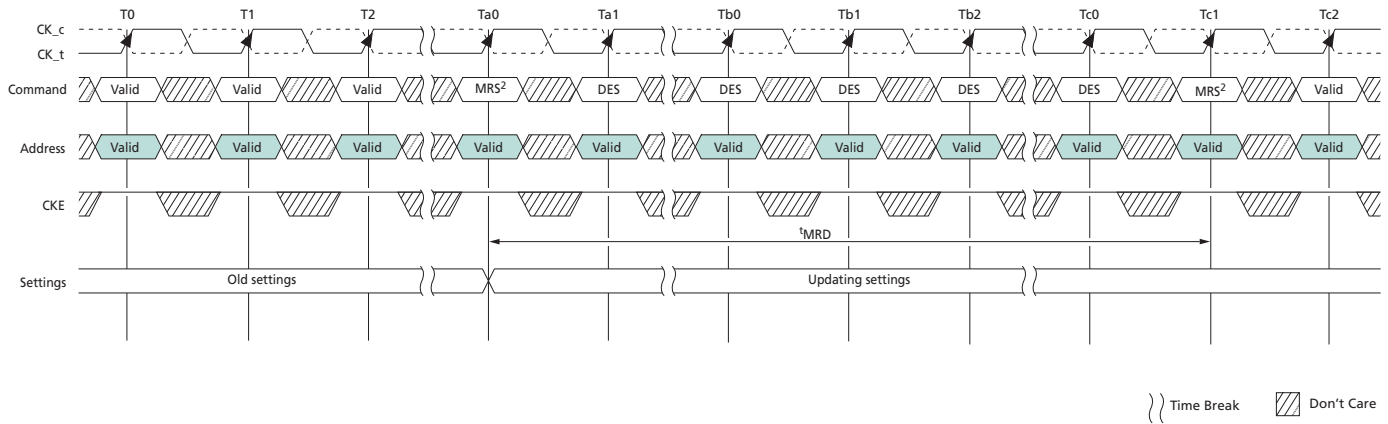 T0 T1 T2 Ta0 Ta1 Tb0 Tb1 Tb2 Tc0 Tc1 Tc2
CK_c
CK_t
Command Valid Valid Valid MRS² DES DES DES DES DES MRS² Valid
Address Valid Valid Valid Valid Valid Valid Valid Valid Valid Valid Valid
CKE
ᵗMRD
Settings Old settings Updating settings
Time Break Don't Care